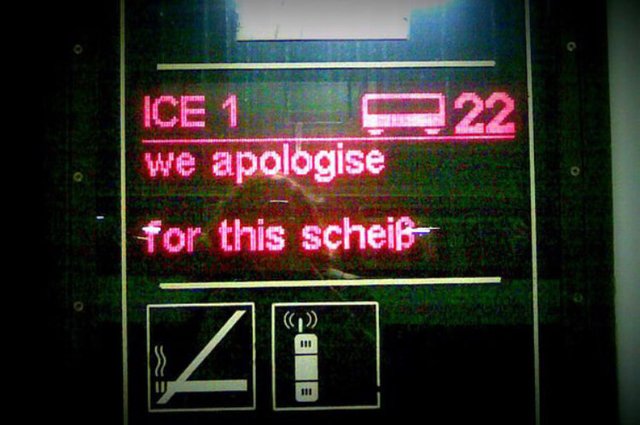 ICE 1 22
we apologise
for this scheiß